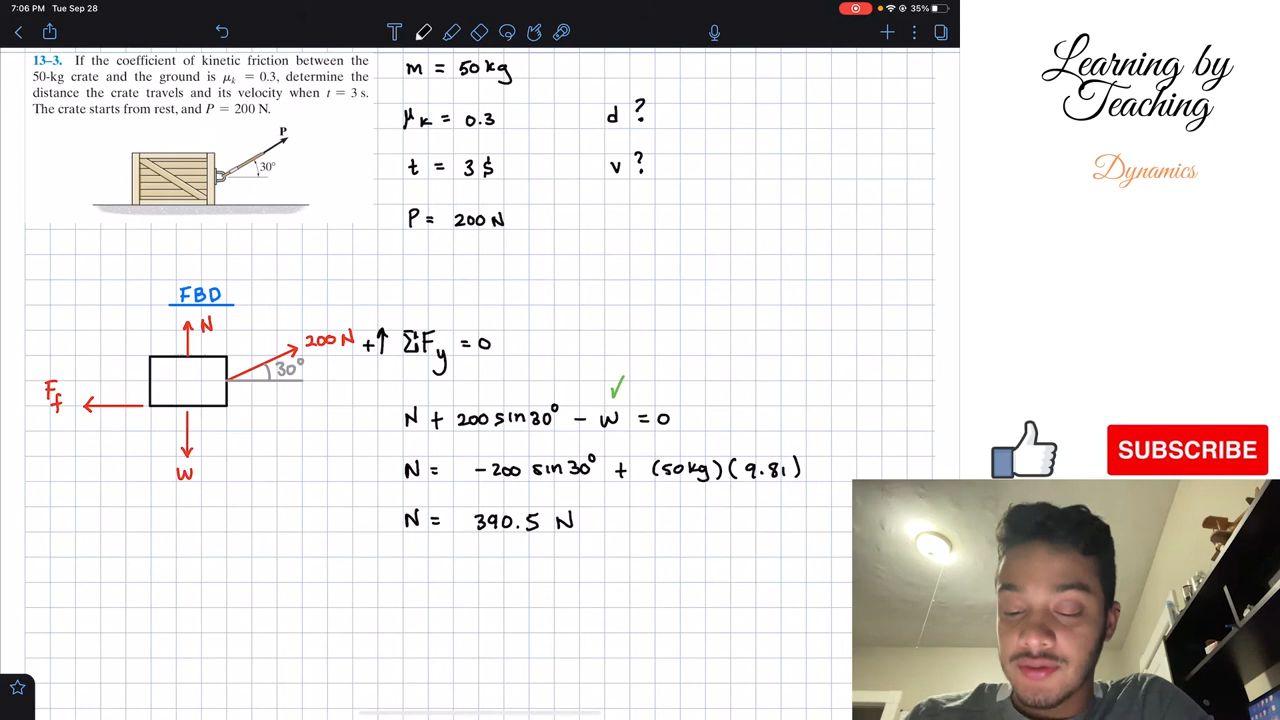 7:06 PM Tue Sep 28
35%
13–3. If the coefficient of kinetic friction between the
50-kg crate and the ground is μk = 0.3, determine the
distance the crate travels and its velocity when t = 3 s.
The crate starts from rest, and P = 200 N.
P
30°
m = 50 kg
μk = 0.3
d ?
t = 3 s
v ?
P = 200 N
Learning by
Teaching
Dynamics
FBD
N
200 N
30°
Ff
W
+↑ ΣFy = 0
✓
N + 200 sin 30° - W = 0
N = -200 sin 30° + (50kg)(9.81)
N = 390.5 N
SUBSCRIBE